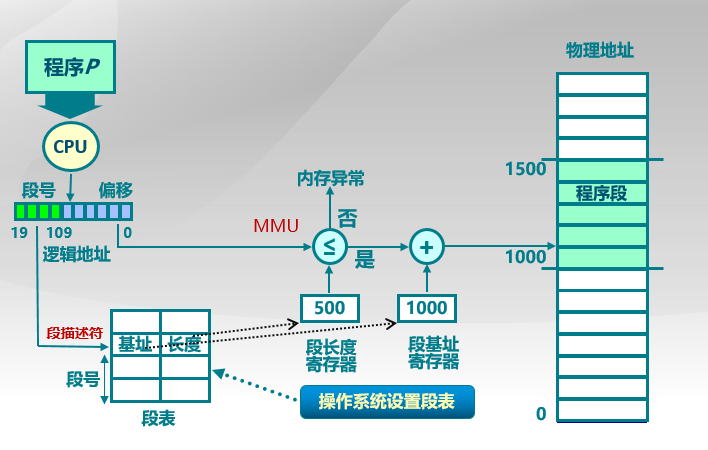 程序P
CPU
段号
偏移
19
109
0
逻辑地址
段描述符
基址
长度
段号
段表
操作系统设置段表
MMU
内存异常
否
≤
是
+
500
段长度
寄存器
1000
段基址
寄存器
物理地址
1500
程序段
1000
0